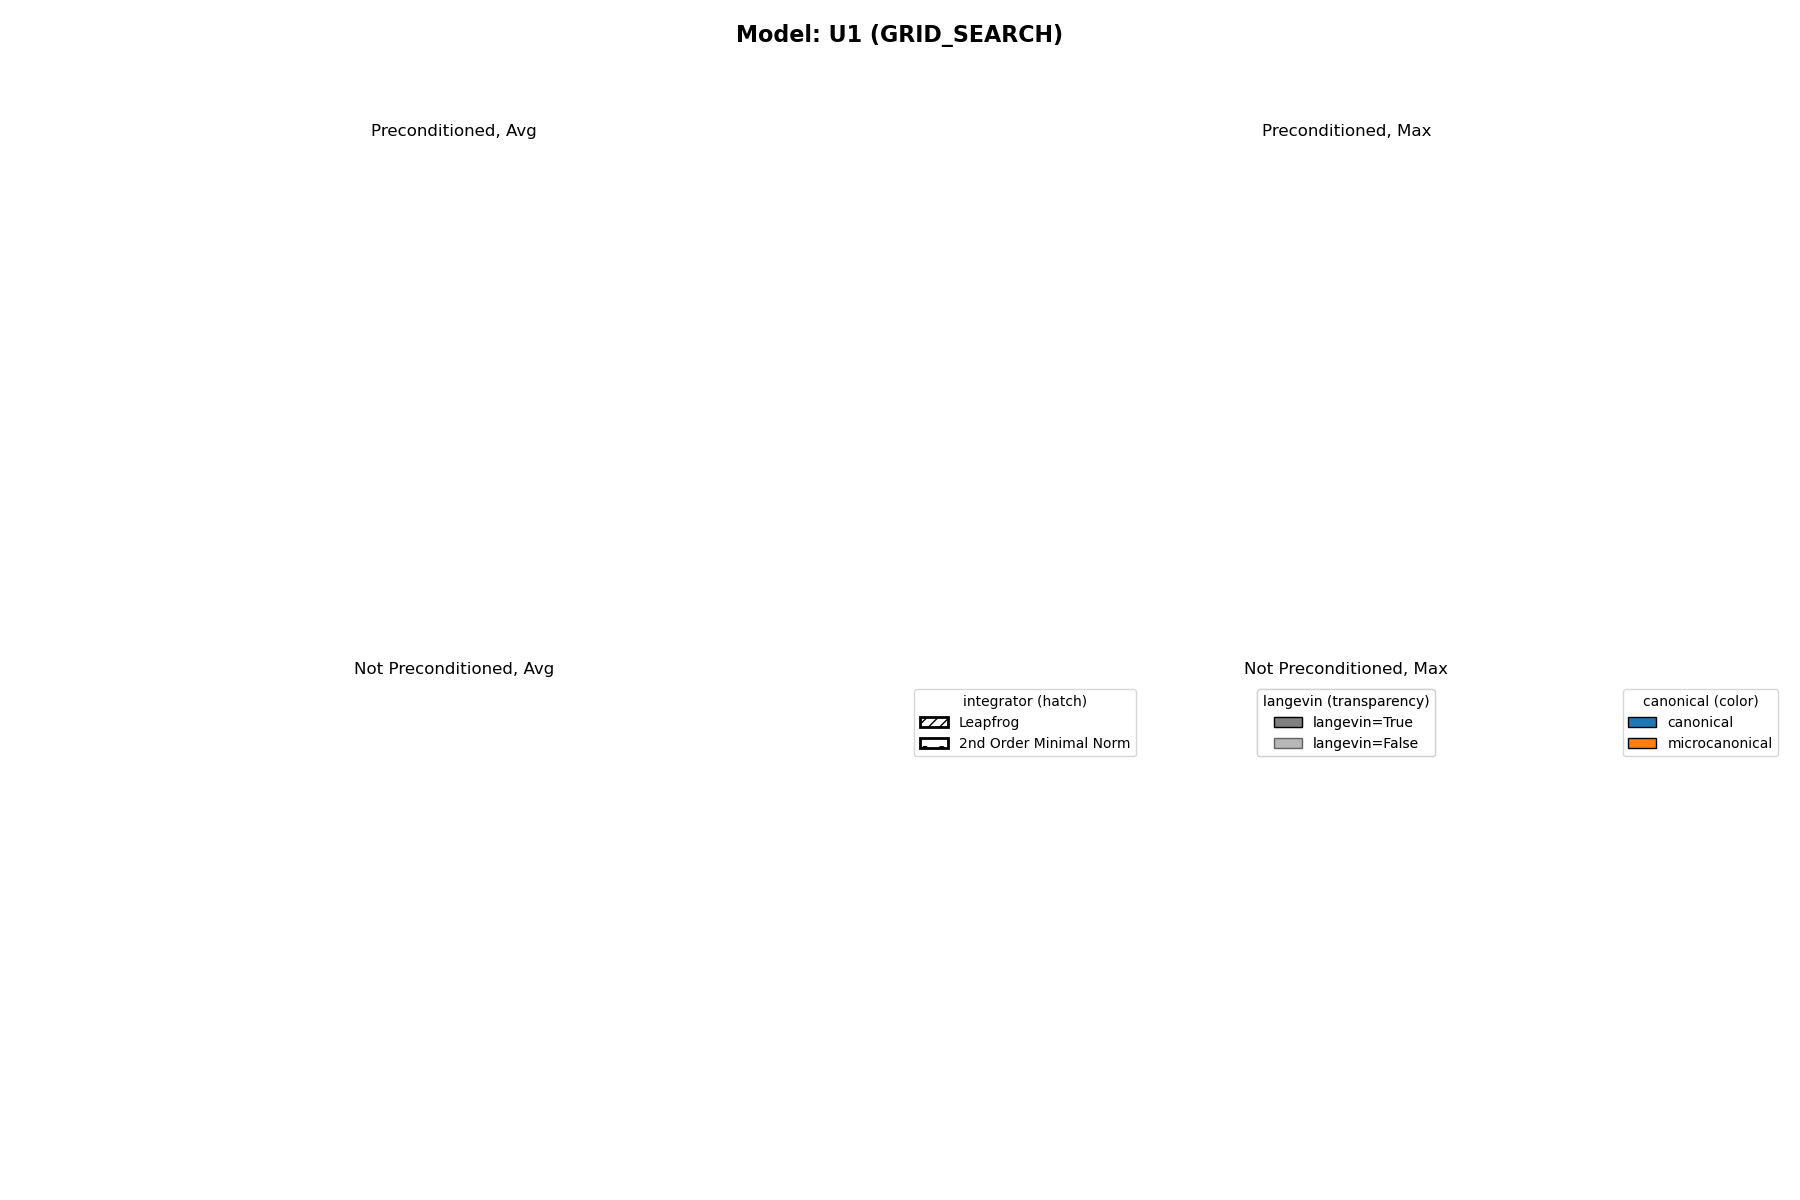 Model: U1 (GRID_SEARCH)
Preconditioned, Avg
Preconditioned, Max
Not Preconditioned, Avg
Not Preconditioned, Max
integrator (hatch)
Leapfrog
2nd Order Minimal Norm
langevin (transparency)
langevin=True
langevin=False
canonical (color)
canonical
microcanonical